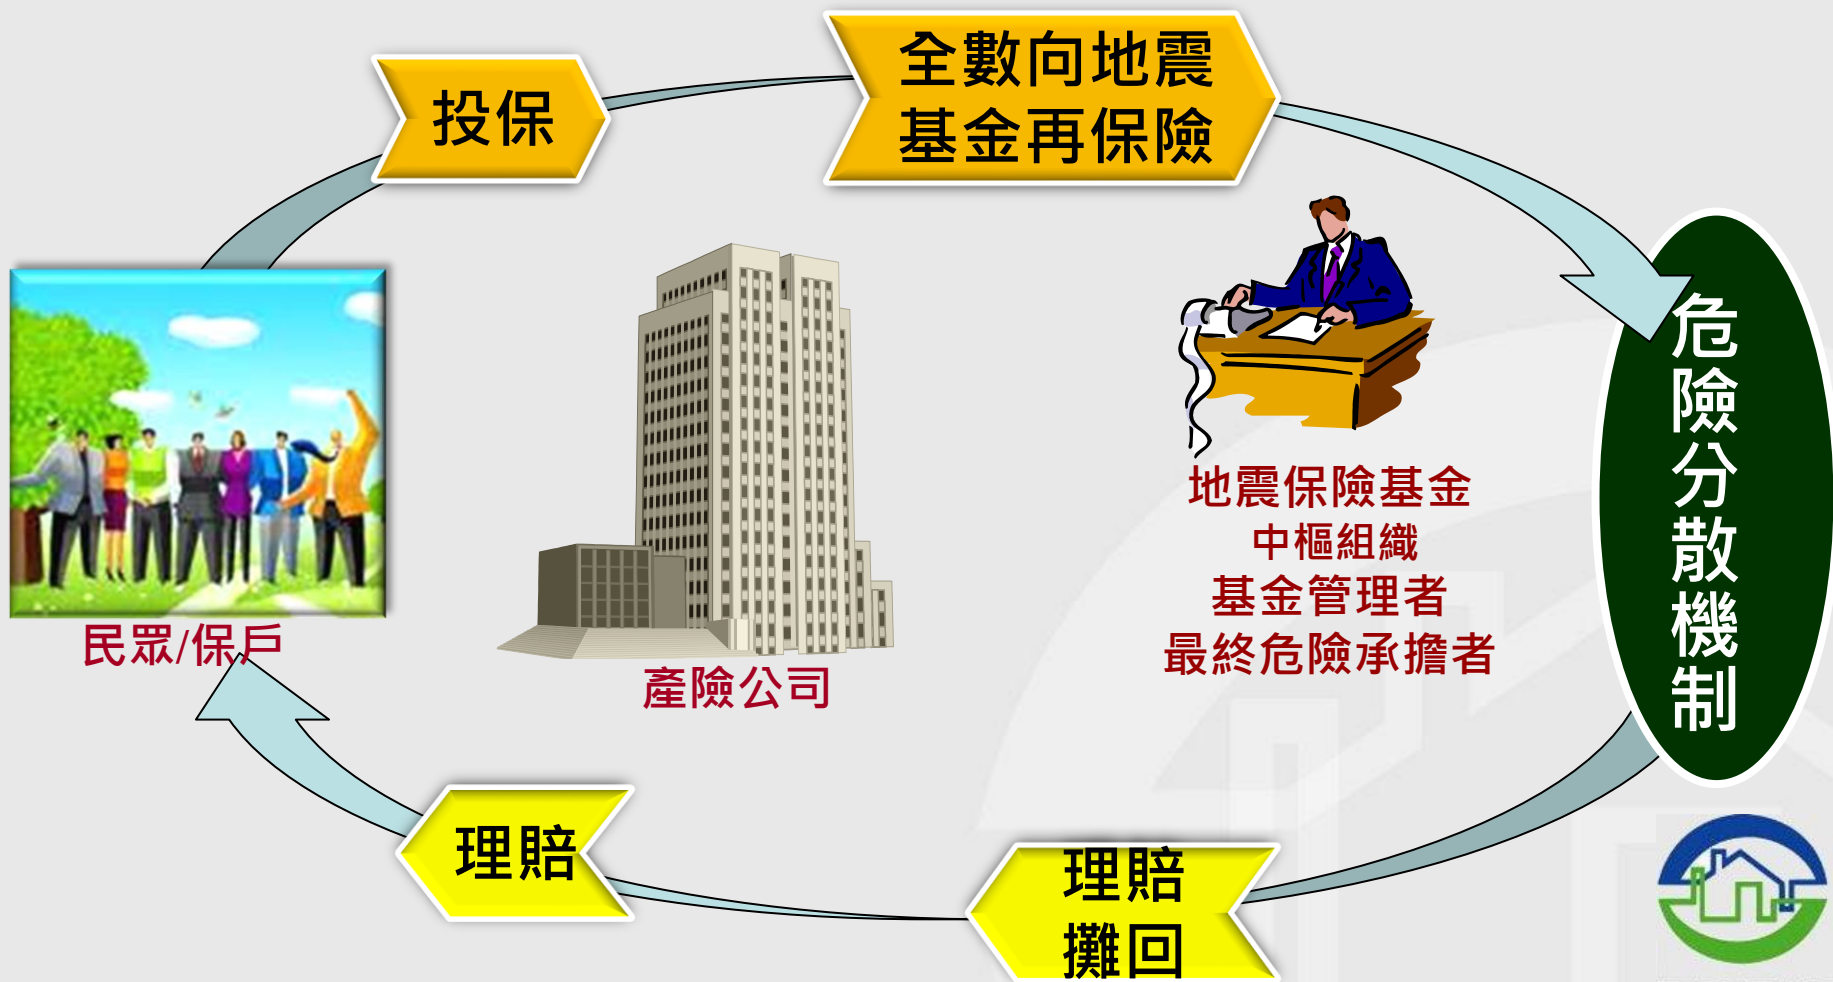 投保
全數向地震
基金再保險
民眾/保戶
產險公司
地震保險基金
中樞組織
基金管理者
最終危險承擔者
危險分散機制
理賠
理賠
攤回